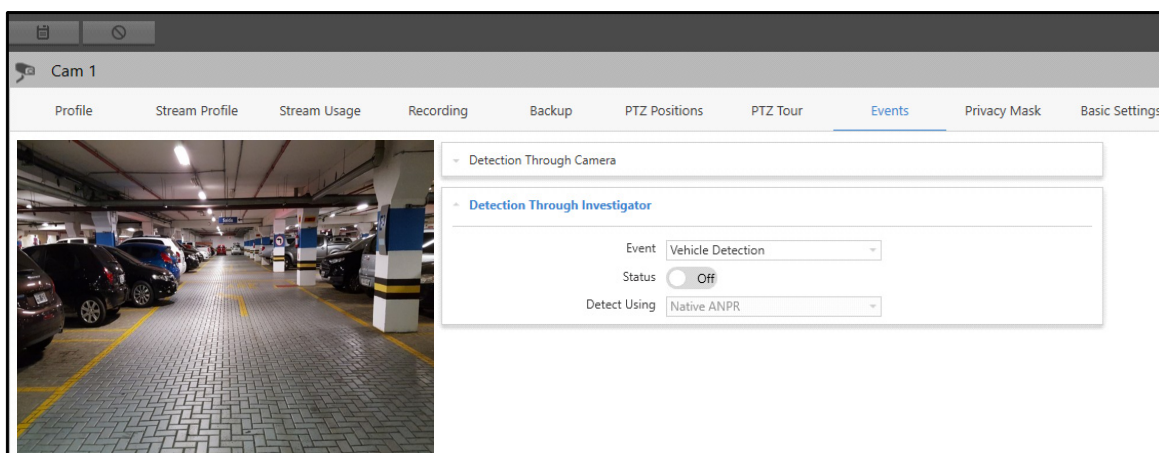 Cam 1
Profile Stream Profile Stream Usage Recording Backup PTZ Positions PTZ Tour Events Privacy Mask Basic Settings
Detection Through Camera
Detection Through Investigator
Event Vehicle Detection
Status Off
Detect Using Native ANPR